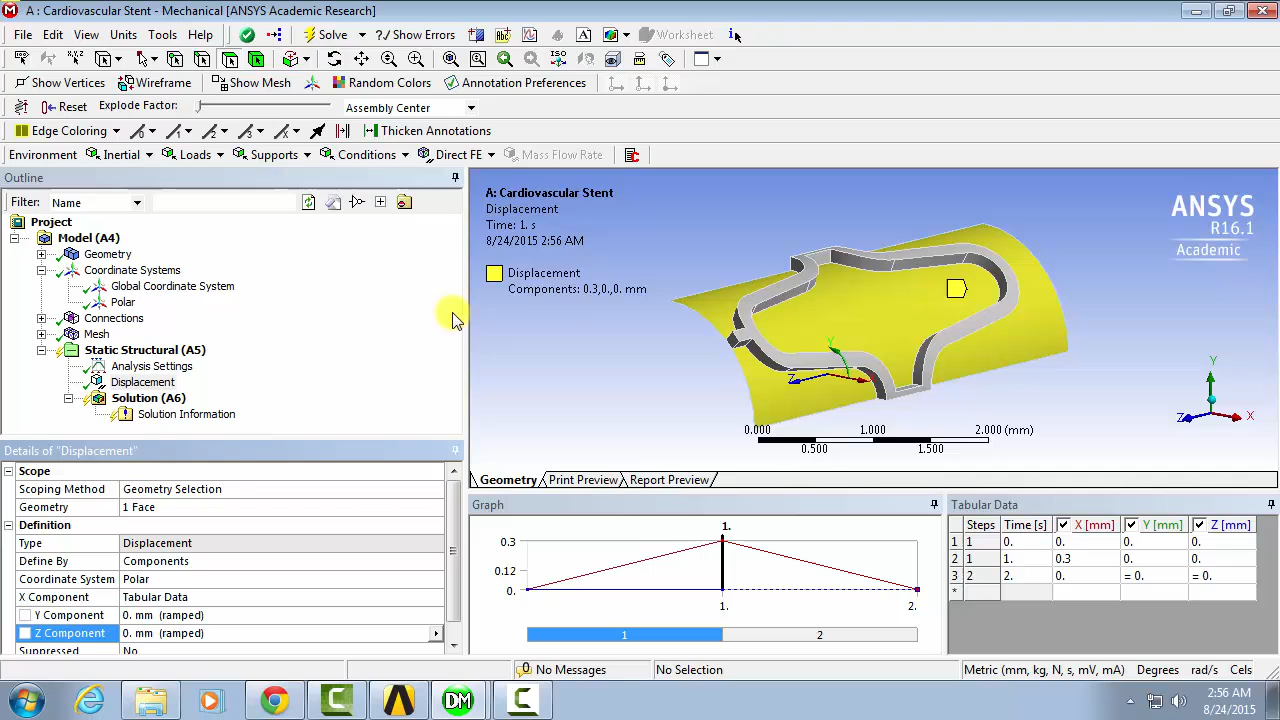 A : Cardiovascular Stent - Mechanical [ANSYS Academic Research]
File Edit View Units Tools Help Solve Show Errors Worksheet
Show Vertices Wireframe Show Mesh Random Colors Annotation Preferences
Reset Explode Factor: Assembly Center
Edge Coloring Thicken Annotations
Environment Inertial Loads Supports Conditions Direct FE Mass Flow Rate
Outline
Filter: Name
Project
Model (A4)
Geometry
Coordinate Systems
Global Coordinate System
Polar
Connections
Mesh
Static Structural (A5)
Analysis Settings
Displacement
Solution (A6)
Solution Information
Details of "Displacement"
Scope
Scoping Method Geometry Selection
Geometry 1 Face
Definition
Type Displacement
Define By Components
Coordinate System Polar
X Component Tabular Data
Y Component 0. mm (ramped)
Z Component 0. mm (ramped)
Suppressed No
A: Cardiovascular Stent
Displacement
Time: 1. s
8/24/2015 2:56 AM
Displacement
Components: 0.3,0.,0. mm
ANSYS
R16.1
Academic
Y
Z
Y
Z X
0.000 1.000 2.000 (mm)
0.500 1.500
Geometry Print Preview Report Preview
Graph
1.
0.3
0.12
0.
1. 2.
1 2
Tabular Data
Steps Time [s] X [mm] Y [mm] Z [mm]
1 1 0. 0. 0. 0.
2 1 1. 0.3 0. 0.
3 2 2. 0. = 0. = 0.
*
0 No Messages No Selection Metric (mm, kg, N, s, mV, mA) Degrees rad/s Cels
DM
2:56 AM
8/24/2015